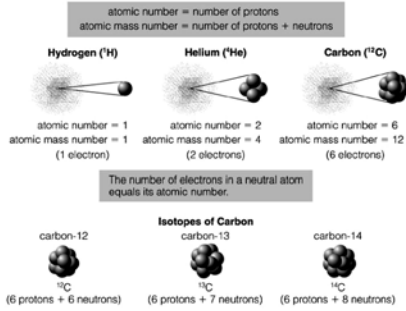 atomic number = number of protons
atomic mass number = number of protons + neutrons
Hydrogen (¹H)
Helium (⁴He)
Carbon (¹²C)
atomic number = 1
atomic mass number = 1
(1 electron)
atomic number = 2
atomic mass number = 4
(2 electrons)
atomic number = 6
atomic mass number = 12
(6 electrons)
The number of electrons in a neutral atom
equals its atomic number.
Isotopes of Carbon
carbon-12
¹²C
(6 protons + 6 neutrons)
carbon-13
¹³C
(6 protons + 7 neutrons)
carbon-14
¹⁴C
(6 protons + 8 neutrons)